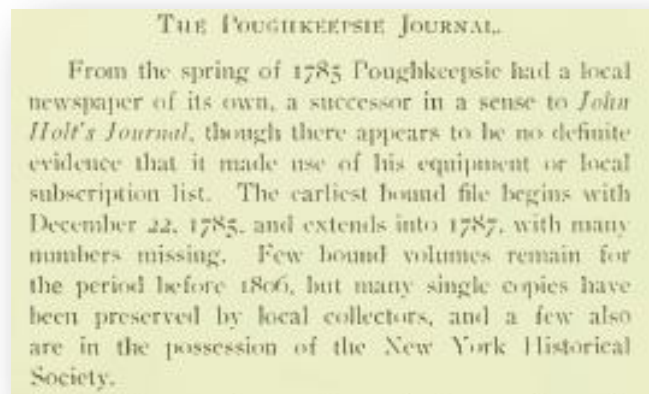 THE POUGHKEEPSIE JOURNAL.
From the spring of 1785 Poughkeepsie had a local
newspaper of its own, a successor in a sense to John
Holt's Journal, though there appears to be no definite
evidence that it made use of his equipment or local
subscription list. The earliest bound file begins with
December 22, 1785, and extends into 1787, with many
numbers missing. Few bound volumes remain for
the period before 1806, but many single copies have
been preserved by local collectors, and a few also
are in the possession of the New York Historical
Society.